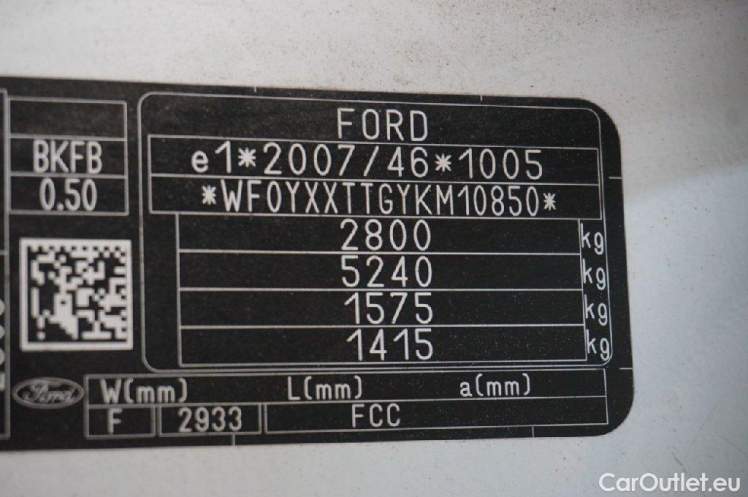 FORD
BKFB
e1*2007/46*1005
0.50
*WF0YXXTTGYKM10850*
2800 kg
5240 kg
1575 kg
1415 kg
Ford
W(mm) L(mm) a(mm)
F 2933 FCC
CarOutlet.eu